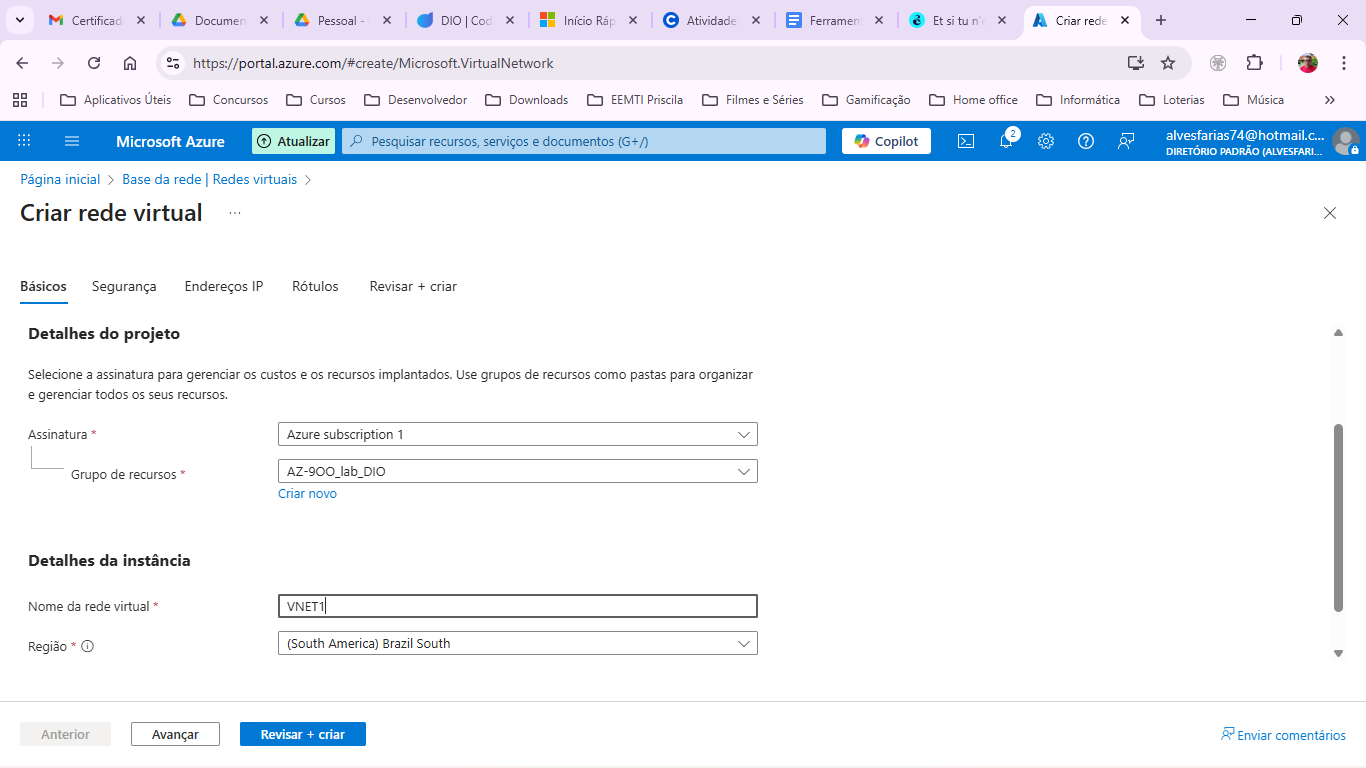 Certificad
Documen
Pessoal -
DIO | Cod
Início Ráp
Atividade
Ferrament
Et si tu n'e
Criar rede
https://portal.azure.com/#create/Microsoft.VirtualNetwork
Aplicativos Úteis
Concursos
Cursos
Desenvolvedor
Downloads
EEMTI Priscila
Filmes e Séries
Gamificação
Home office
Informática
Loterias
Música
Microsoft Azure
Atualizar
Pesquisar recursos, serviços e documentos (G+/)
Copilot
2
alvesfarias74@hotmail.c...
DIRETÓRIO PADRÃO (ALVESFARI...
Página inicial > Base da rede | Redes virtuais >
Criar rede virtual ...
Básicos
Segurança
Endereços IP
Rótulos
Revisar + criar
Detalhes do projeto
Selecione a assinatura para gerenciar os custos e os recursos implantados. Use grupos de recursos como pastas para organizar
e gerenciar todos os seus recursos.
Assinatura *
Azure subscription 1
Grupo de recursos *
AZ-9OO_lab_DIO
Criar novo
Detalhes da instância
Nome da rede virtual *
VNET1
Região *
(South America) Brazil South
Anterior
Avançar
Revisar + criar
Enviar comentários